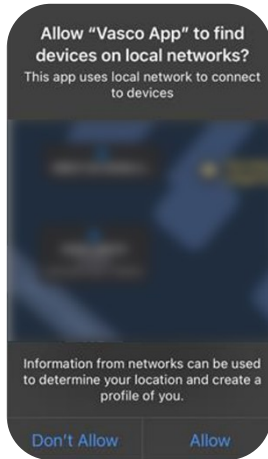 Allow “Vasco App” to find
devices on local networks?
This app uses local network to connect
to devices
Information from networks can be used
to determine your location and create a
profile of you.
Don't Allow
Allow